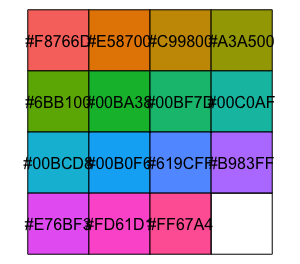 #F8766D #E58700 #C99800 #A3A500
#6BB100 #00BA38 #00BF7D #00C0AF
#00BCD8 #00B0F6 #619CFF #B983FF
#E76BF3 #FD61D1 #FF67A4